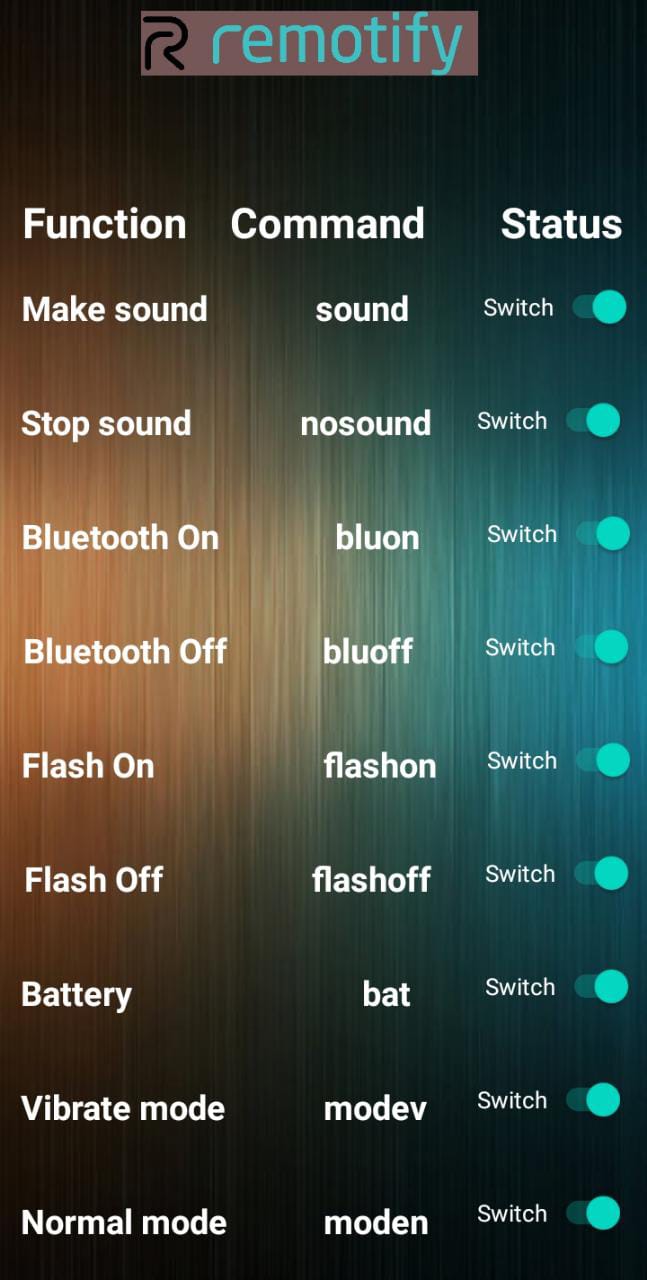 remotify
Function Command Status
Make sound sound Switch
Stop sound nosound Switch
Bluetooth On bluon Switch
Bluetooth Off bluoff Switch
Flash On flashon Switch
Flash Off flashoff Switch
Battery bat Switch
Vibrate mode modev Switch
Normal mode moden Switch